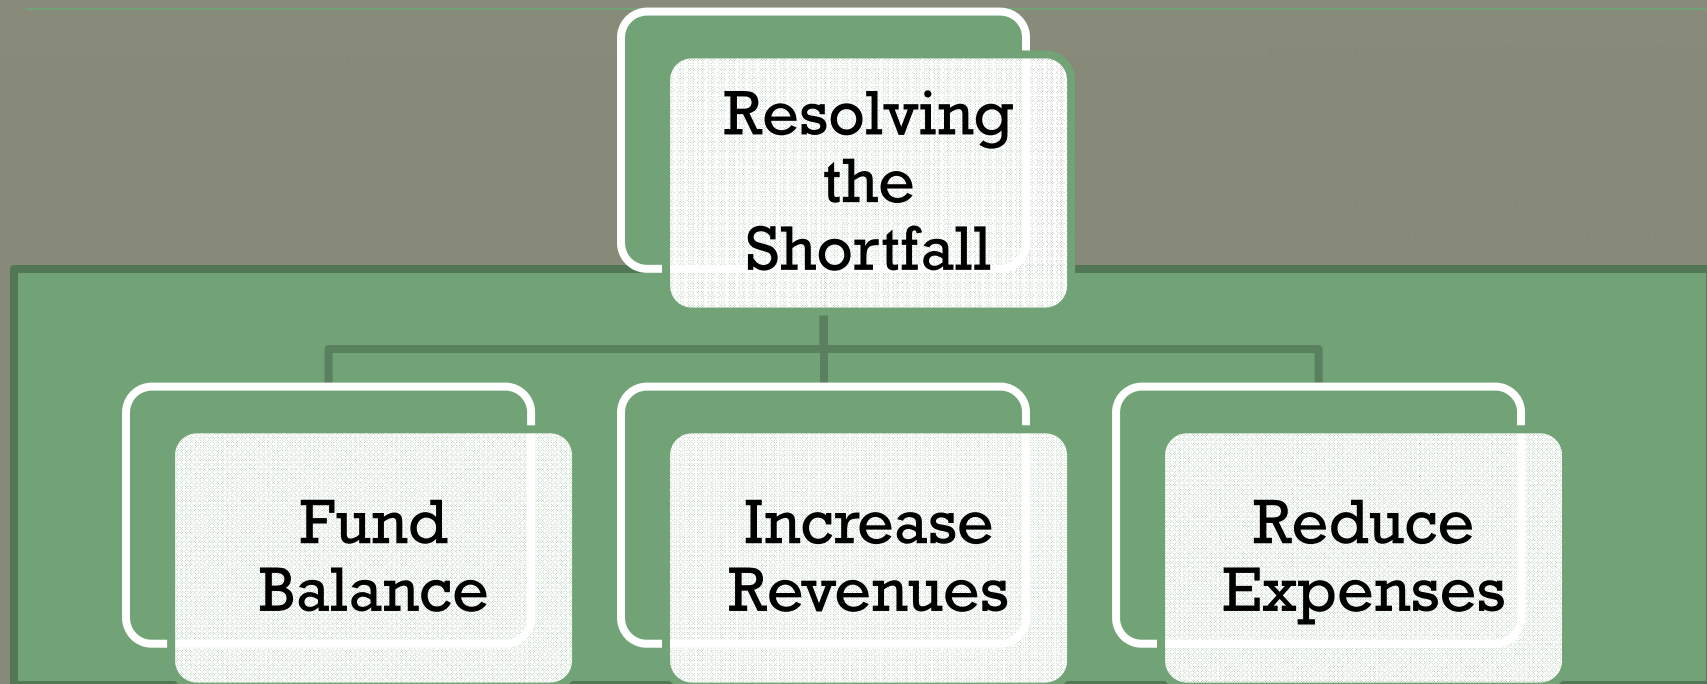 Resolving
the
Shortfall
Fund
Balance
Increase
Revenues
Reduce
Expenses